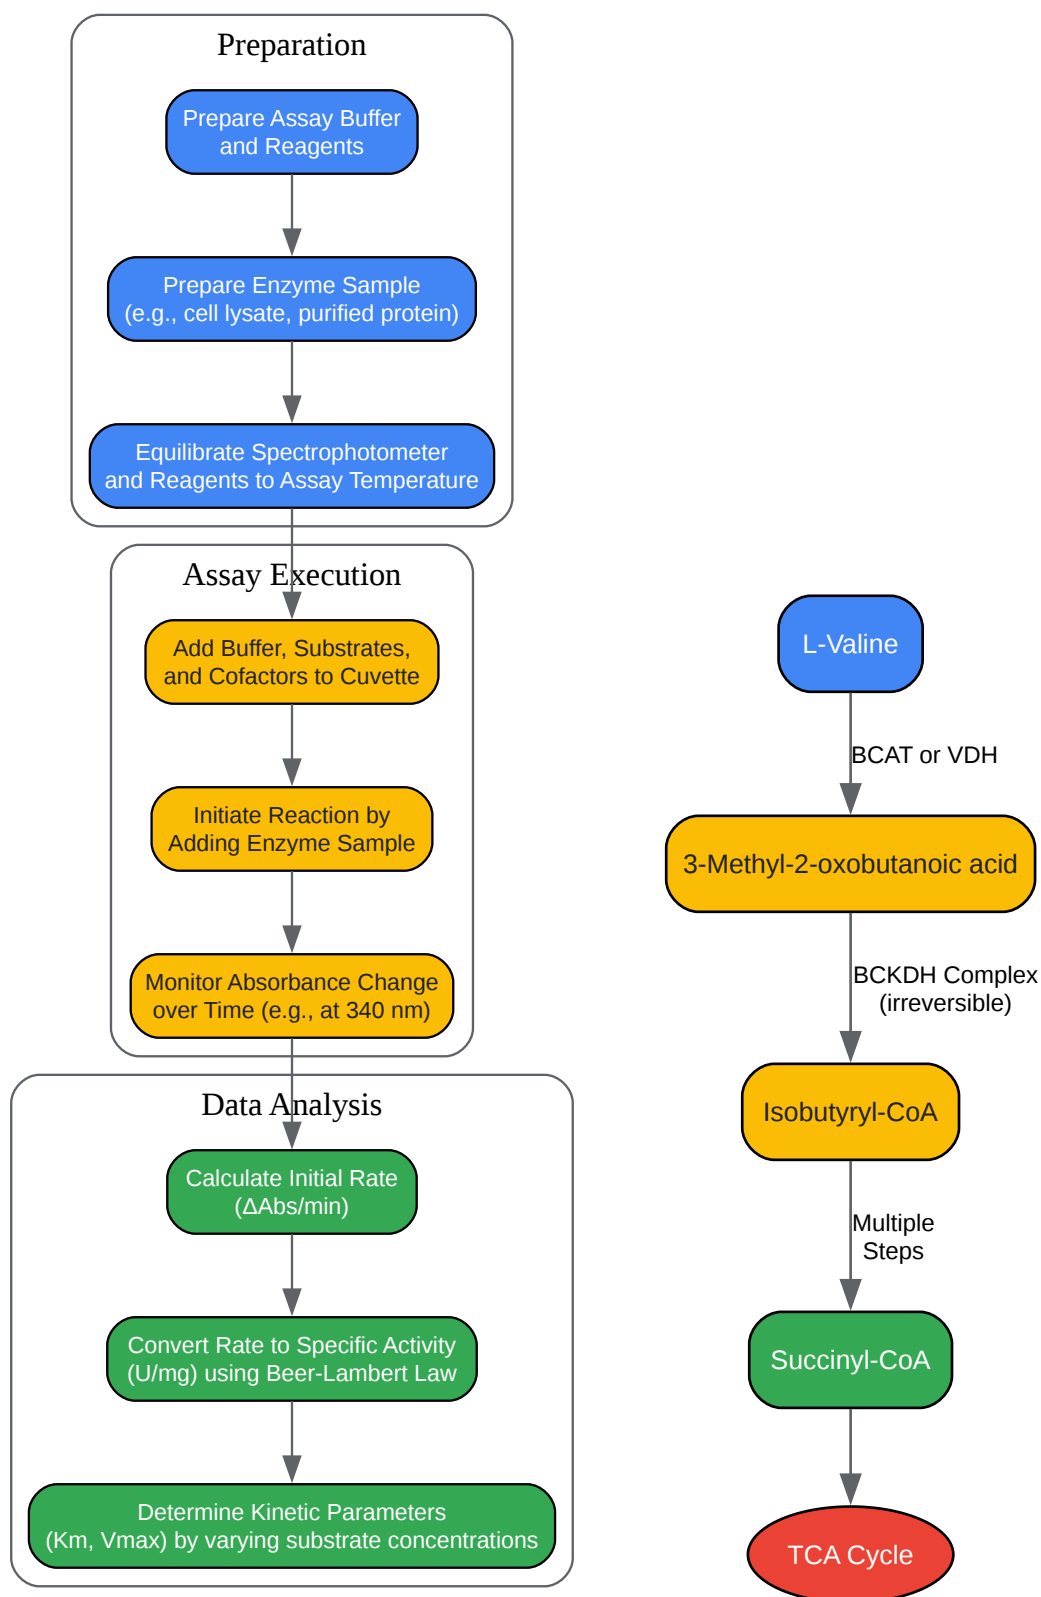 Preparation
Prepare Assay Buffer
and Reagents
Prepare Enzyme Sample
(e.g., cell lysate, purified protein)
Equilibrate Spectrophotometer
and Reagents to Assay Temperature
Assay Execution
Add Buffer, Substrates,
and Cofactors to Cuvette
Initiate Reaction by
Adding Enzyme Sample
Monitor Absorbance Change
over Time (e.g., at 340 nm)
Data Analysis
Calculate Initial Rate
(ΔAbs/min)
Convert Rate to Specific Activity
(U/mg) using Beer-Lambert Law
Determine Kinetic Parameters
(Km, Vmax) by varying substrate concentrations
L-Valine
BCAT or VDH
3-Methyl-2-oxobutanoic acid
BCKDH Complex
(irreversible)
Isobutyryl-CoA
Multiple
Steps
Succinyl-CoA
TCA Cycle